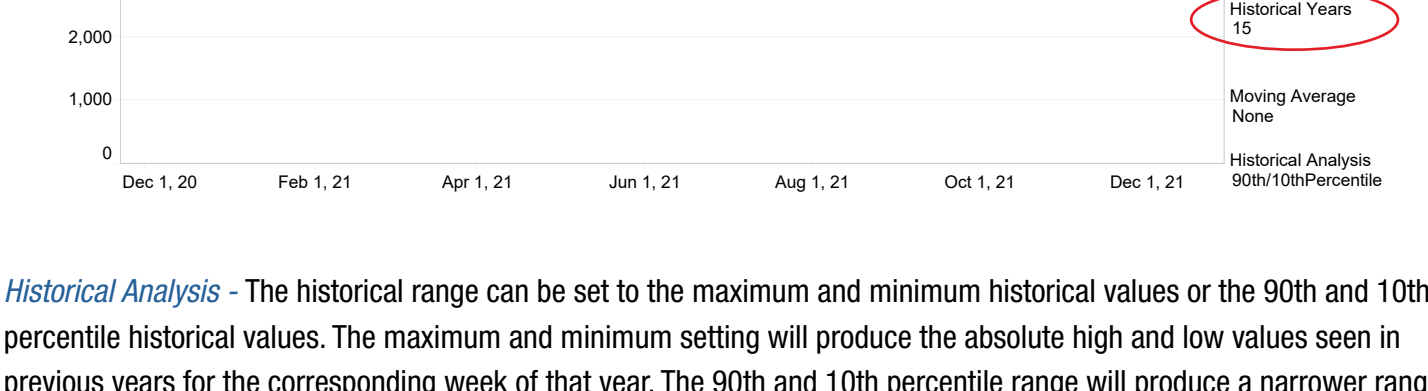 Historical Years
15
2,000
1,000
Moving Average
None
0
Historical Analysis
90th/10thPercentile
Dec 1, 20 Feb 1, 21 Apr 1, 21 Jun 1, 21 Aug 1, 21 Oct 1, 21 Dec 1, 21
Historical Analysis - The historical range can be set to the maximum and minimum historical values or the 90th and 10th
percentile historical values. The maximum and minimum setting will produce the absolute high and low values seen in
previous years for the corresponding week of that year. The 90th and 10th percentile range will produce a narrower